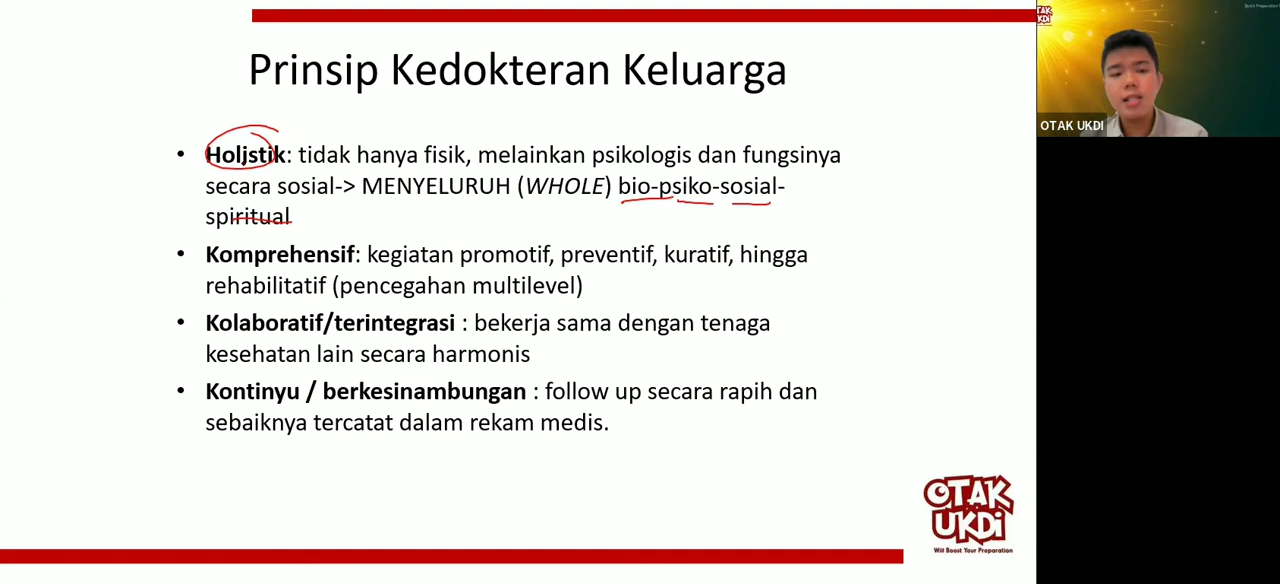 Prinsip Kedokteran Keluarga
• Holistik: tidak hanya fisik, melainkan psikologis dan fungsinya
secara sosial-> MENYELURUH (WHOLE) bio-psiko-sosial-
spiritual
• Komprehensif: kegiatan promotif, preventif, kuratif, hingga
rehabilitatif (pencegahan multilevel)
• Kolaboratif/terintegrasi : bekerja sama dengan tenaga
kesehatan lain secara harmonis
• Kontinyu / berkesinambungan : follow up secara rapih dan
sebaiknya tercatat dalam rekam medis.
OTAK
UKDI
Will Boost Your Preparation
OTAK UKDI